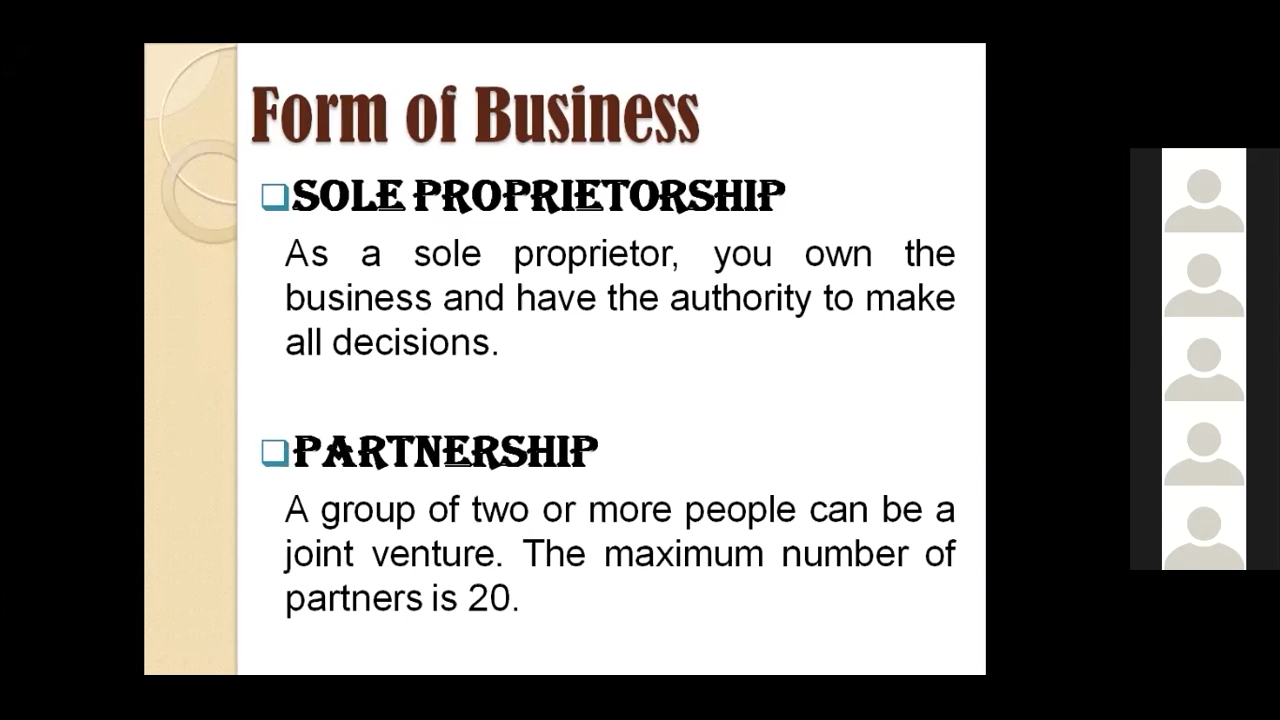 Form of Business
SOLE PROPRIETORSHIP
As a sole proprietor, you own the
business and have the authority to make
all decisions.
PARTNERSHIP
A group of two or more people can be a
joint venture. The maximum number of
partners is 20.